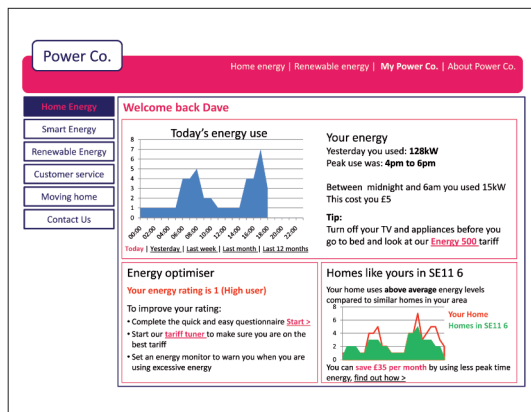 Power Co.
Home energy | Renewable energy | My Power Co. | About Power Co.
Home Energy
Smart Energy
Renewable Energy
Customer service
Moving home
Contact Us
Welcome back Dave
Today's energy use
8
7
6
5
4
3
2
1
0
00:00 02:00 04:00 06:00 08:00 10:00 12:00 14:00 16:00 18:00 20:00 22:00
Today | Yesterday | Last week | Last month | Last 12 months
Your energy
Yesterday you used: 128kW
Peak use was: 4pm to 6pm
Between midnight and 6am you used 15kW
This cost you £5
Tip:
Turn off your TV and appliances before you
go to bed and look at our Energy 500 tariff
Energy optimiser
Your energy rating is 1 (High user)
To improve your rating:
• Complete the quick and easy questionnaire Start >
• Start our tariff tuner to make sure you are on the
best tariff
• Set an energy monitor to warn you when you are
using excessive energy
Homes like yours in SE11 6
Your home uses above average energy levels
compared to similar homes in your area
8
6
4
2
0
Your Home
Homes in SE11 6
You can save £35 per month by using less peak time
energy, find out how >